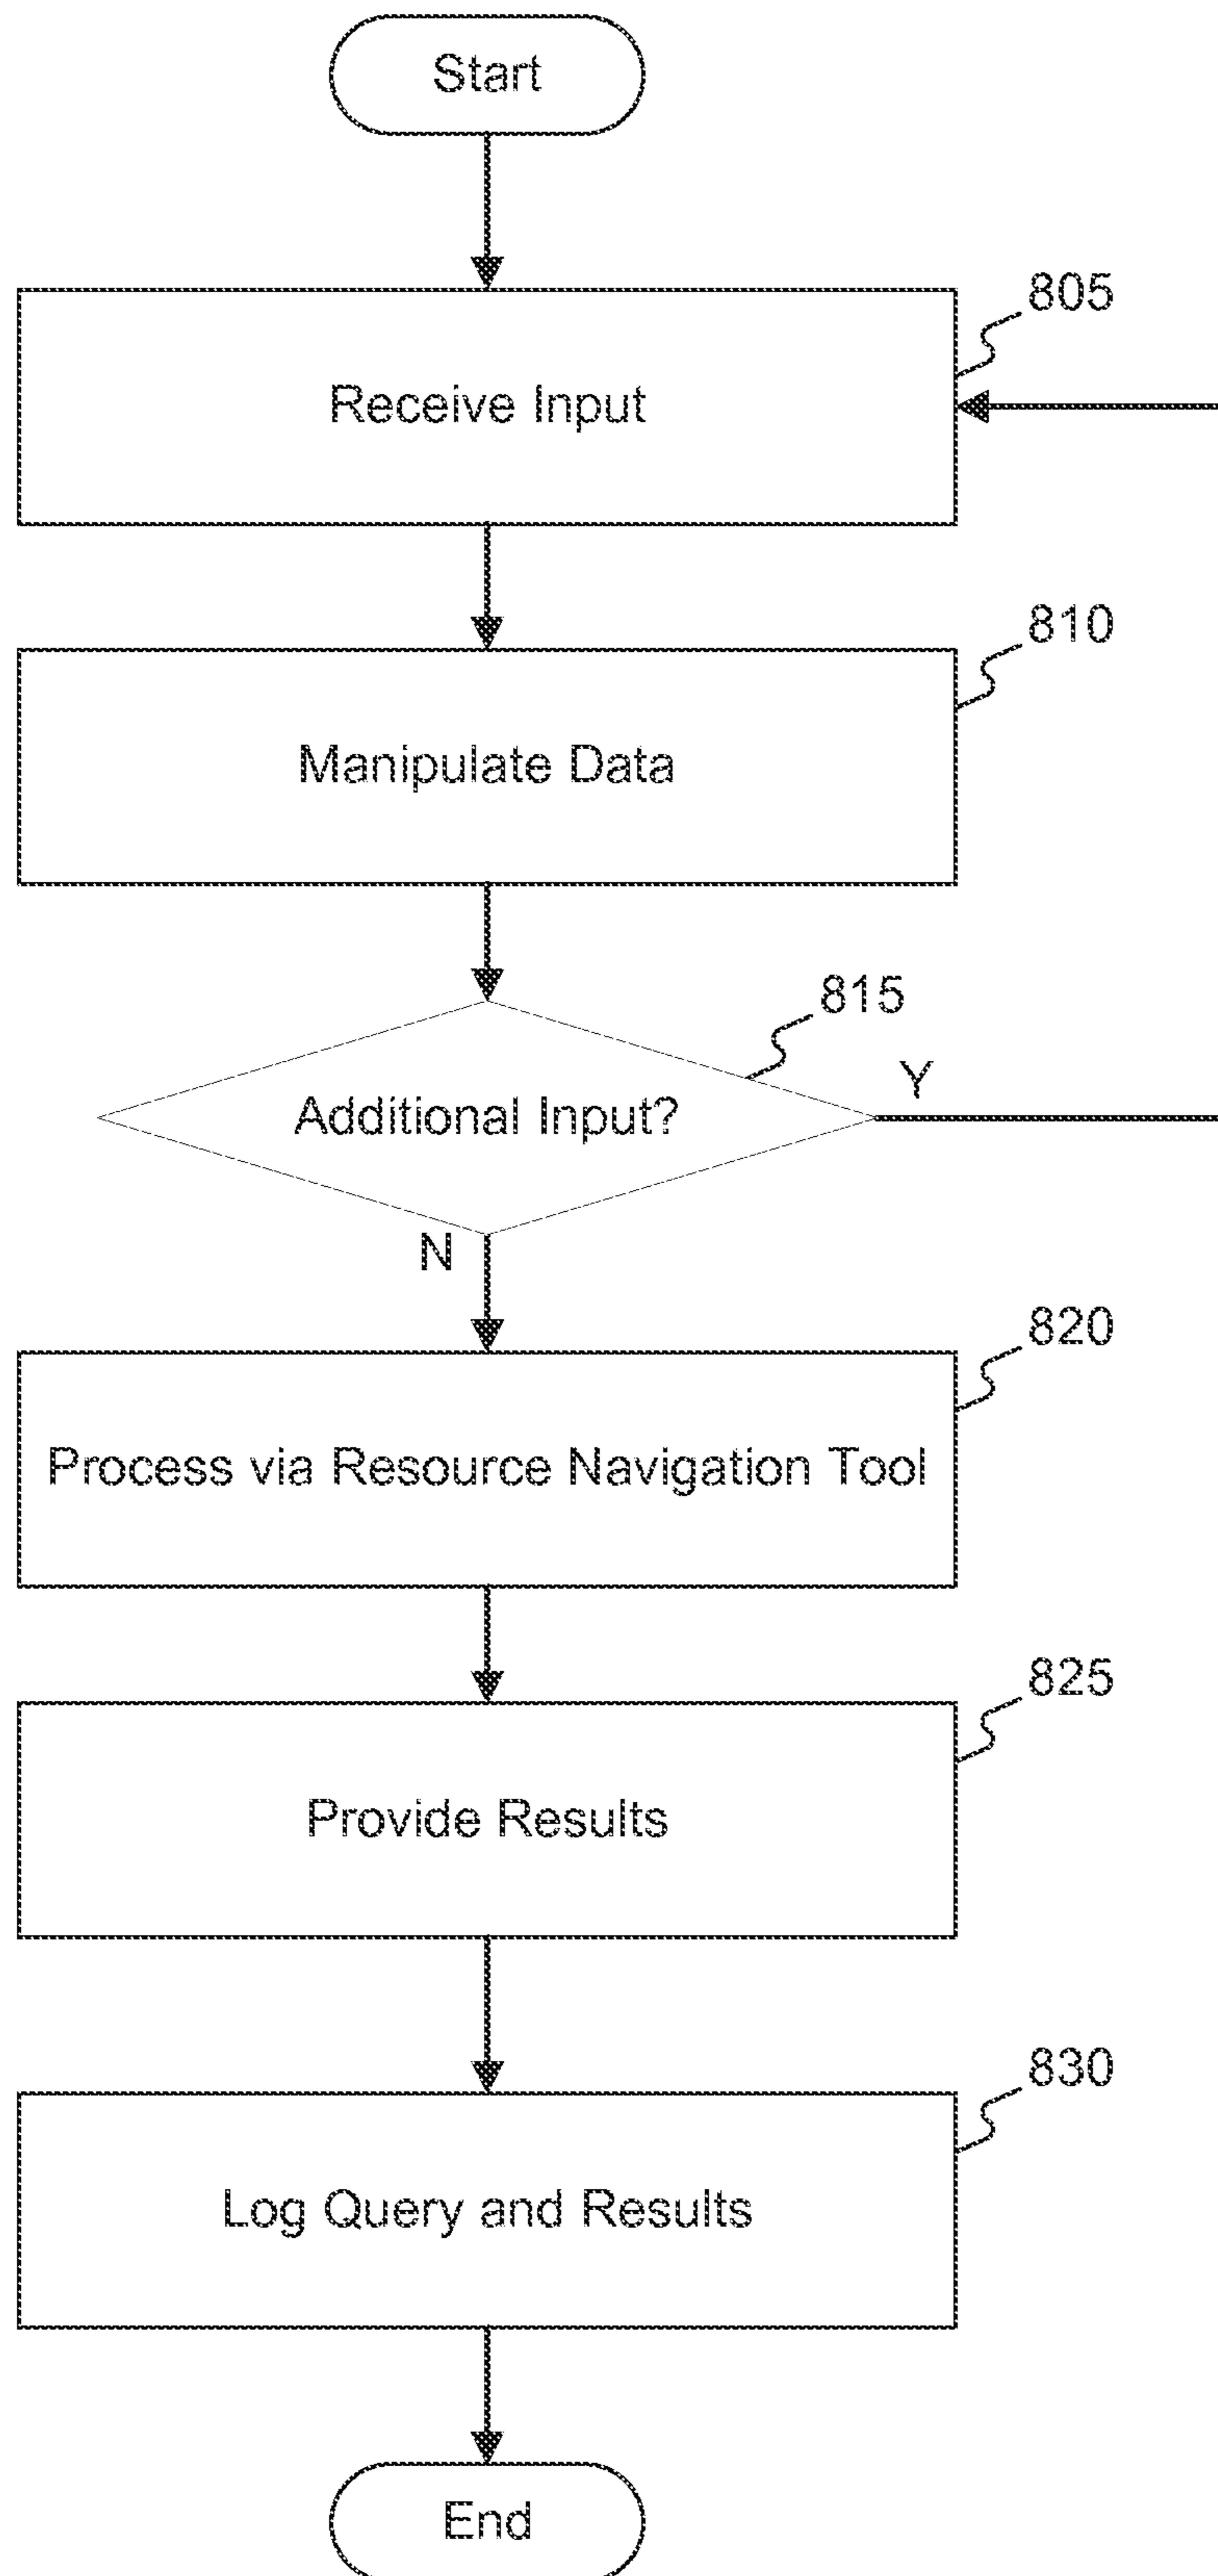 Start
805
Receive Input
810
Manipulate Data
815
Additional Input?
Y
N
820
Process via Resource Navigation Tool
825
Provide Results
830
Log Query and Results
End